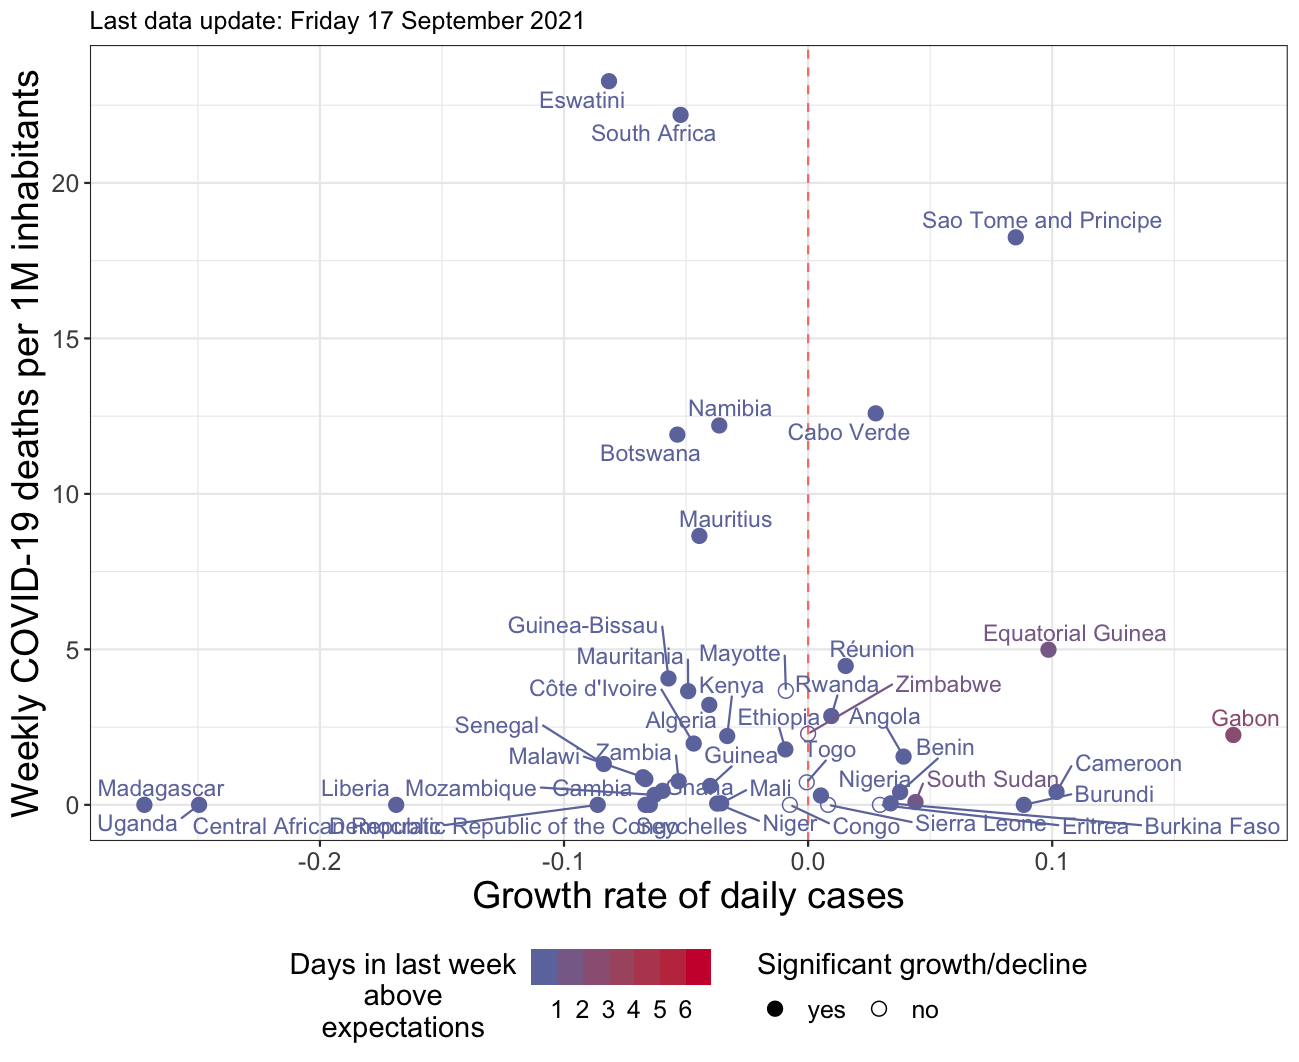 Last data update: Friday 17 September 2021
Weekly COVID-19 deaths per 1M inhabitants
20
15
10
5
0
Eswatini
South Africa
Sao Tome and Principe
Namibia
Cabo Verde
Botswana
Mauritius
Guinea-Bissau
Equatorial Guinea
Mauritania
Mayotte
Réunion
Côte d'Ivoire
Kenya
Rwanda
Zimbabwe
Senegal
Algeria
Ethiopia
Angola
Gabon
Malawi
Zambia
Guinea
Togo
Benin
Cameroon
Madagascar
Liberia
Mozambique
Gambia
Ghana
Mali
Nigeria
South Sudan
Burundi
Uganda
Central African Republic
Democratic Republic of the Congo
Seychelles
Niger
Congo
Sierra Leone
Eritrea
Burkina Faso
-0.2
-0.1
0.0
0.1
Growth rate of daily cases
Days in last week
above
expectations
1 2 3 4 5 6
Significant growth/decline
yes
no